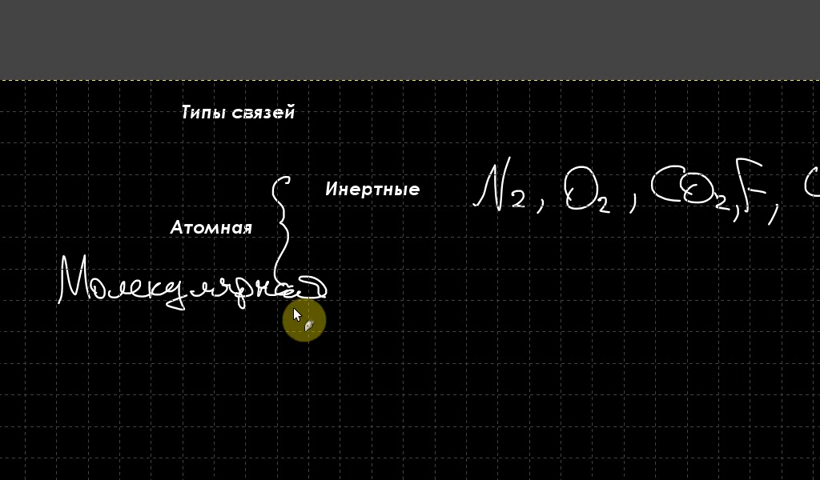 Типы связей
Инертные N₂, O₂, CO₂, F,
Атомная
Молекулярная